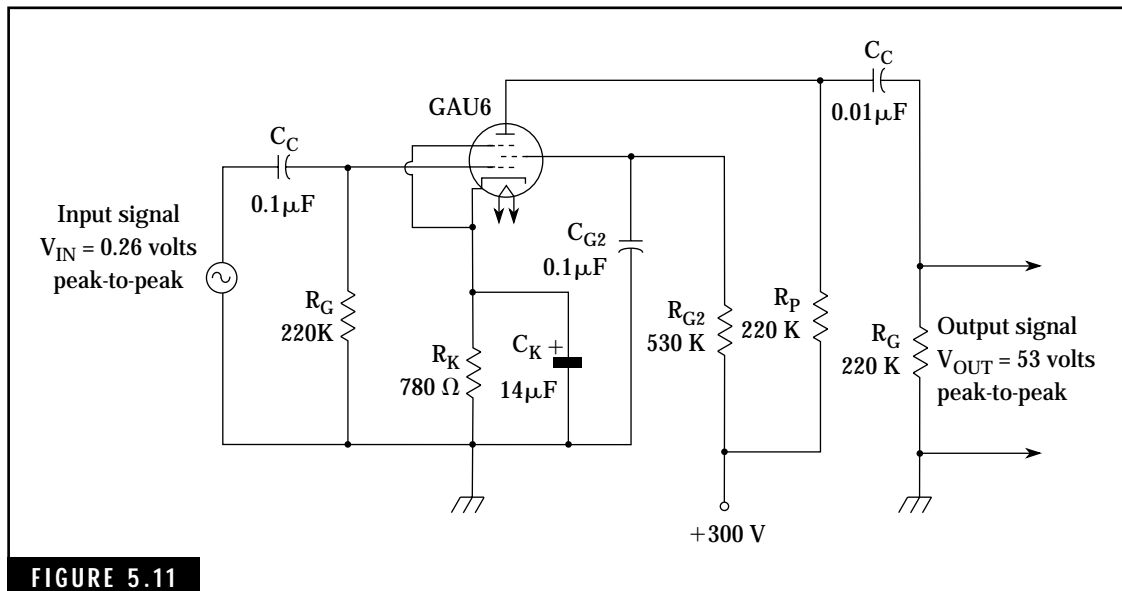 GAU6
C_C
0.1μF
Input signal
V_IN = 0.26 volts
peak-to-peak
R_G
220K
R_K
780 Ω
C_K +
14μF
C_G2
0.1μF
R_G2
530 K
R_P
220 K
C_C
0.01μF
R_G
220 K
Output signal
V_OUT = 53 volts
peak-to-peak
+300 V
FIGURE 5.11